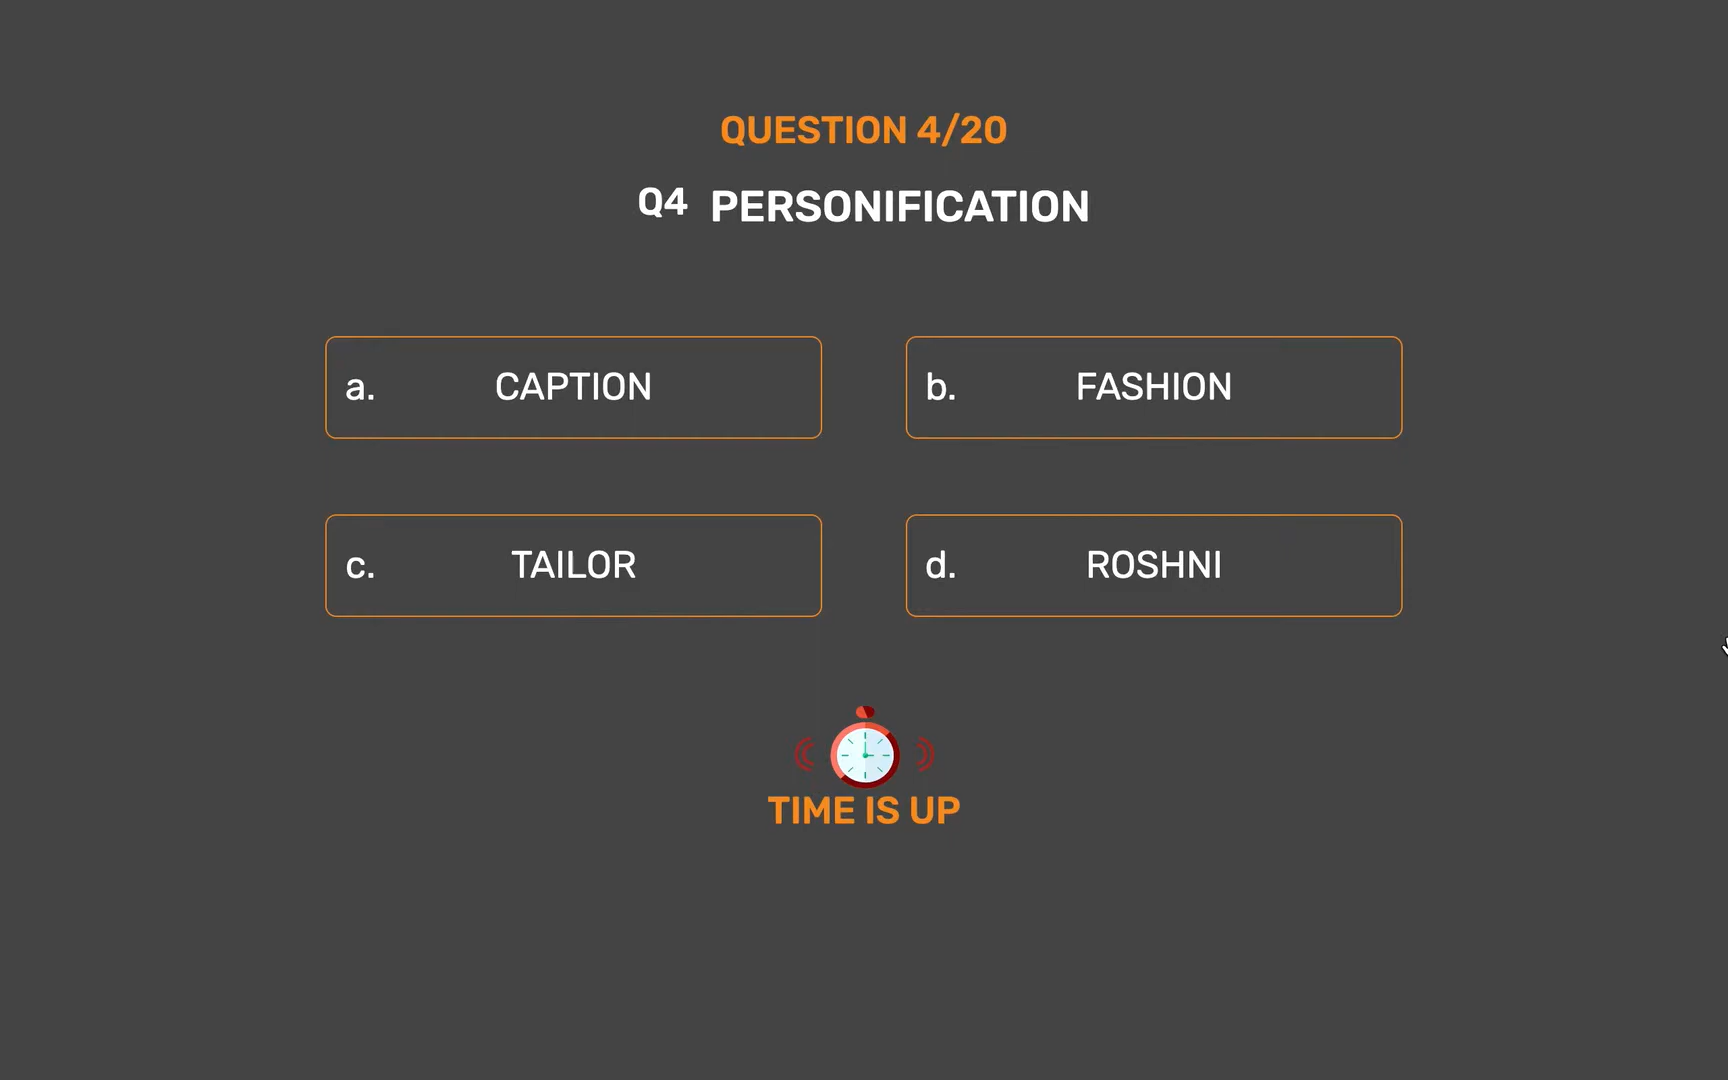 QUESTION 4/20
Q4 PERSONIFICATION
a. CAPTION
b. FASHION
c. TAILOR
d. ROSHNI
TIME IS UP